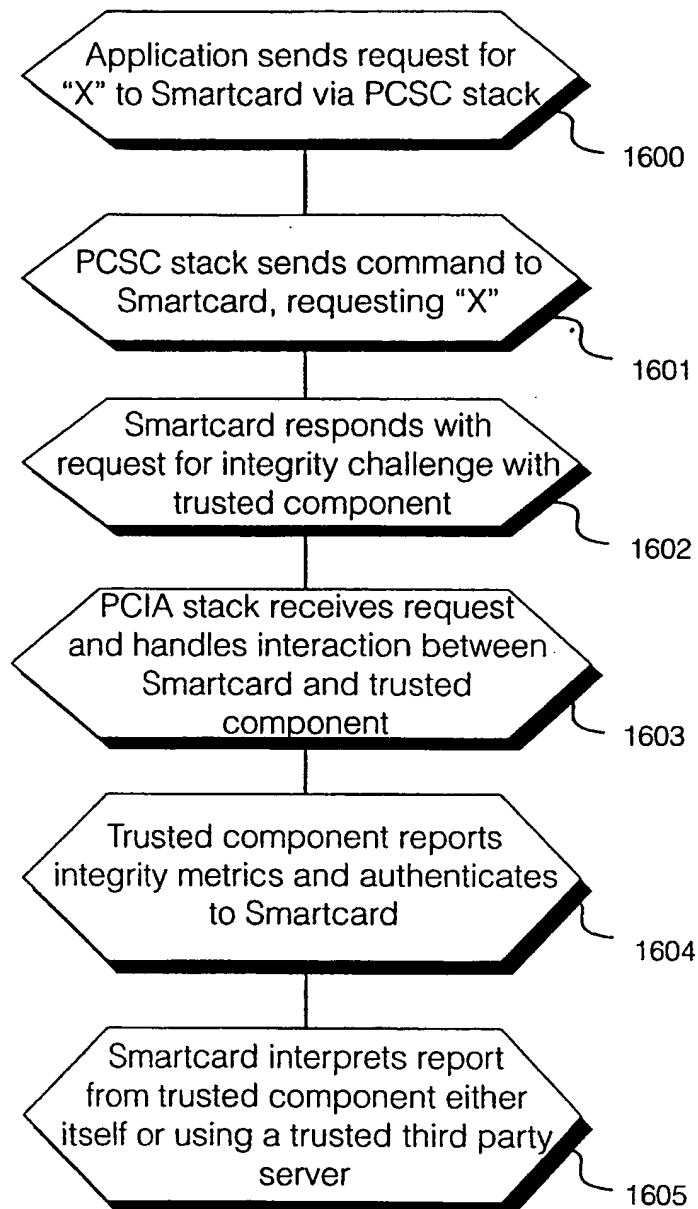 Application sends request for
“X” to Smartcard via PCSC stack
1600
PCSC stack sends command to
Smartcard, requesting “X”
1601
Smartcard responds with
request for integrity challenge with
trusted component
1602
PCIA stack receives request
and handles interaction between
Smartcard and trusted
component
1603
Trusted component reports
integrity metrics and authenticates
to Smartcard
1604
Smartcard interprets report
from trusted component either
itself or using a trusted third party
server
1605